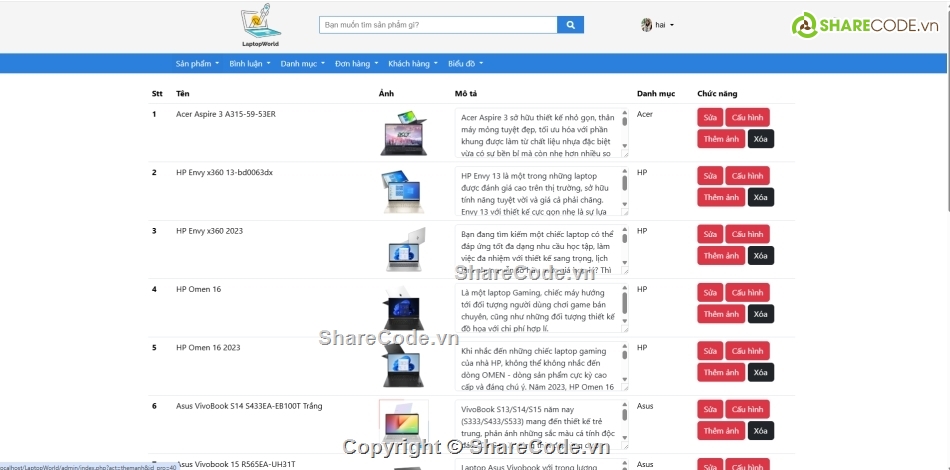 LaptopWorld
Bạn muốn tìm sản phẩm gì?
hai
SHARECODE.vn
Sản phẩm Bình luận Danh mục Đơn hàng Khách hàng Biểu đồ
Stt Tên Ảnh Mô tả Danh mục Chức năng
1 Acer Aspire 3 A315-59-53ER
Acer Aspire 3 sở hữu thiết kế nhỏ gọn, thân
máy mỏng tuyệt đẹp, tối ưu hóa với phần
khung được làm từ chất liệu nhựa đặc biệt
vừa có sự bền bỉ mà còn nhẹ hơn nhiều so
Acer
Sửa Cấu hình
Thêm ảnh Xóa
2 HP Envy x360 13-bd0063dx
HP Envy 13 là một trong những laptop
được đánh giá cao trên thị trường, sở hữu
tính năng tuyệt vời và giá cả phải chăng.
Envy 13 với thiết kế cực gọn nhẹ là sự lựa
HP
Sửa Cấu hình
Thêm ảnh Xóa
3 HP Envy x360 2023
Bạn đang tìm kiếm một chiếc laptop có thể
đáp ứng tốt đa dạng nhu cầu học tập, làm
việc đa nhiệm với thiết kế sang trọng, lịch
Thì
HP
Sửa Cấu hình
Thêm ảnh Xóa
ShareCode.vn
4 HP Omen 16
Là một laptop Gaming, chiếc máy hướng
tới đối tượng người dùng chơi game bán
chuyên, cũng như những đối tượng thiết kế
đồ họa với chi phí hợp lí.
HP
Sửa Cấu hình
Thêm ảnh Xóa
ShareCode.vn
5 HP Omen 16 2023
Khi nhắc đến những chiếc laptop gaming
của nhà HP, không thể không nhắc đến
dòng OMEN - dòng sản phẩm cực kỳ cao
cấp và đáng chú ý. Năm 2023, HP Omen 16
HP
Sửa Cấu hình
Thêm ảnh Xóa
6 Asus VivoBook S14 S433EA-EB100T Trắng
VivoBook S13/S14/S15 năm nay
(S333/S433/S533) mang đến thiết kế trẻ
trung, phản ánh những sắc màu cá tính độc
Asus
Sửa Cấu hình
Thêm ảnh Xóa
Copyright © ShareCode.vn
Asus Vivobook 15 R565EA-UH31T
Laptop Asus Vivobook với trọng lượng
Asus
Sửa Cấu hình
localhost/LaptopWorld/admin/index.php?act=themanh&id_pro=40